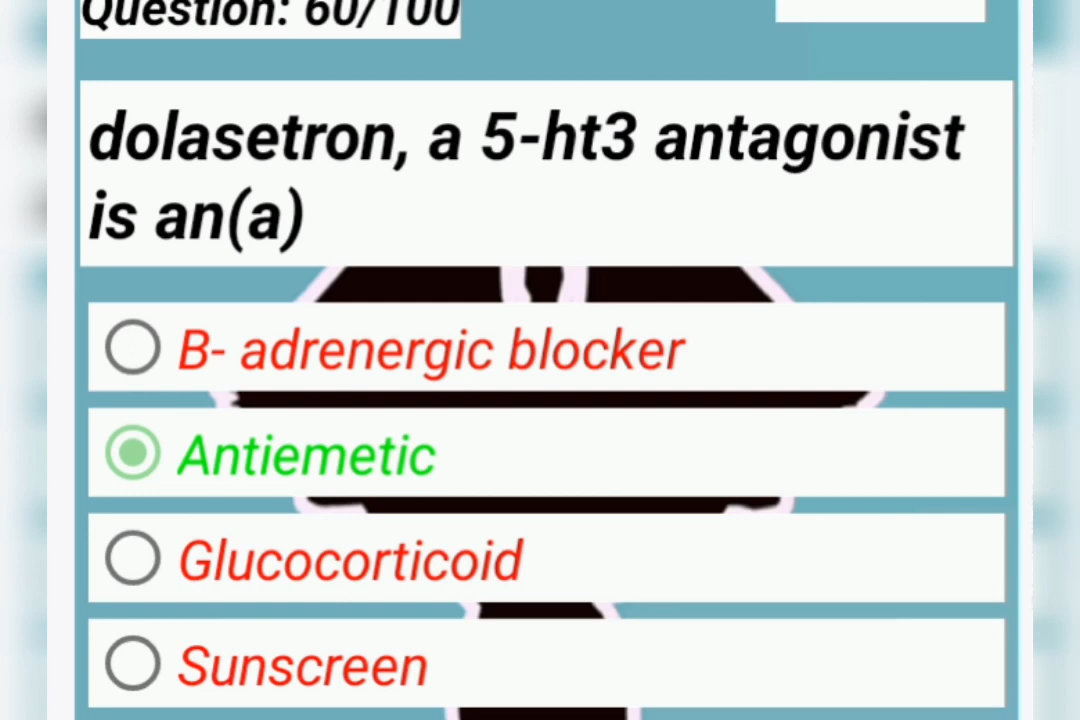 Question: 60/100
dolasetron, a 5-ht3 antagonist
is an(a)
B- adrenergic blocker
Antiemetic
Glucocorticoid
Sunscreen